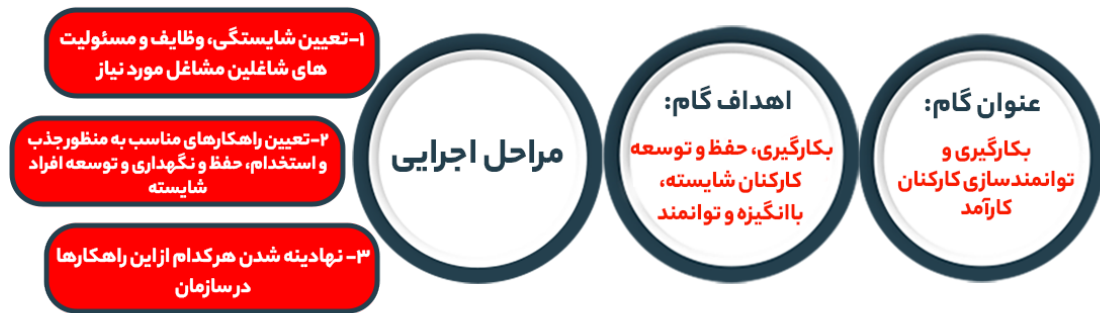 عنوان گام:
بکارگیری و
توانمندسازی کارکنان
کارآمد
اهداف گام:
بکارگیری، حفظ و توسعه
کارکنان شایسته،
باانگیزه و توانمند
مراحل اجرایی
۱-تعیین شایستگی، وظایف و مسئولیت
های شاغلین مشاغل مورد نیاز
۲-تعیین راهکارهای مناسب به منظور جذب
و استخدام، حفظ و نگهداری و توسعه افراد
شایسته
۳- نهادینه شدن هرکدام از این راهکارها
در سازمان